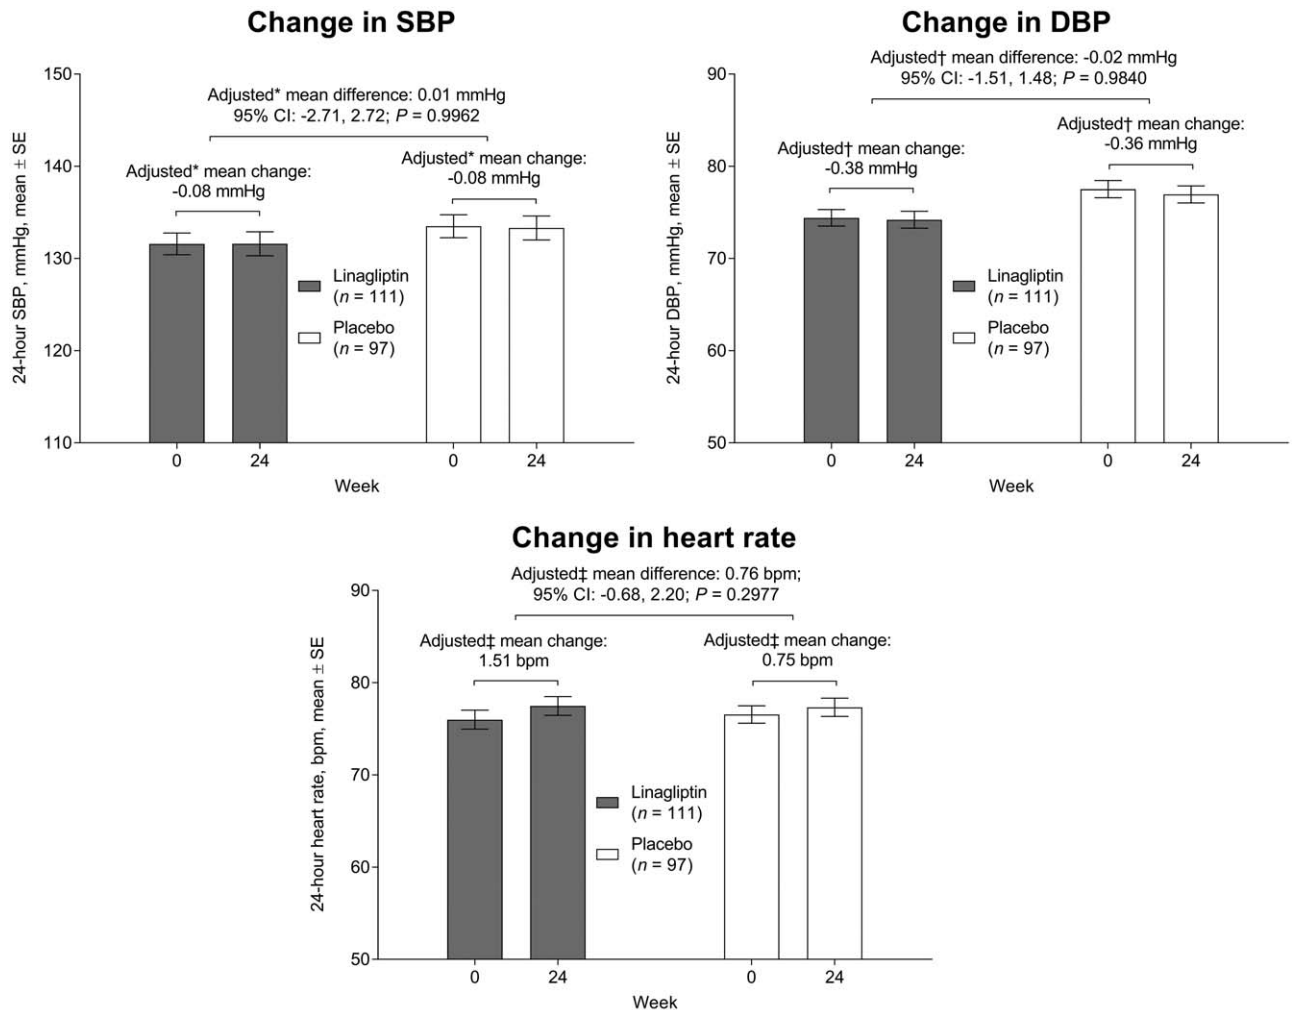 Change in SBP
Adjusted* mean difference: 0.01 mmHg
95% CI: -2.71, 2.72; P = 0.9962
Adjusted* mean change:
-0.08 mmHg
Adjusted* mean change:
-0.08 mmHg
24-hour SBP, mmHg, mean ± SE
150
140
130
120
110
Linagliptin
(n = 111)
Placebo
(n = 97)
0
24
0
24
Week
Change in DBP
Adjusted† mean difference: -0.02 mmHg
95% CI: -1.51, 1.48; P = 0.9840
Adjusted† mean change:
-0.38 mmHg
Adjusted† mean change:
-0.36 mmHg
24-hour DBP, mmHg, mean ± SE
90
80
70
60
50
Linagliptin
(n = 111)
Placebo
(n = 97)
0
24
0
24
Week
Change in heart rate
Adjusted‡ mean difference: 0.76 bpm;
95% CI: -0.68, 2.20; P = 0.2977
Adjusted‡ mean change:
1.51 bpm
Adjusted‡ mean change:
0.75 bpm
24-hour heart rate, bpm, mean ± SE
90
80
70
60
50
Linagliptin
(n = 111)
Placebo
(n = 97)
0
24
0
24
Week